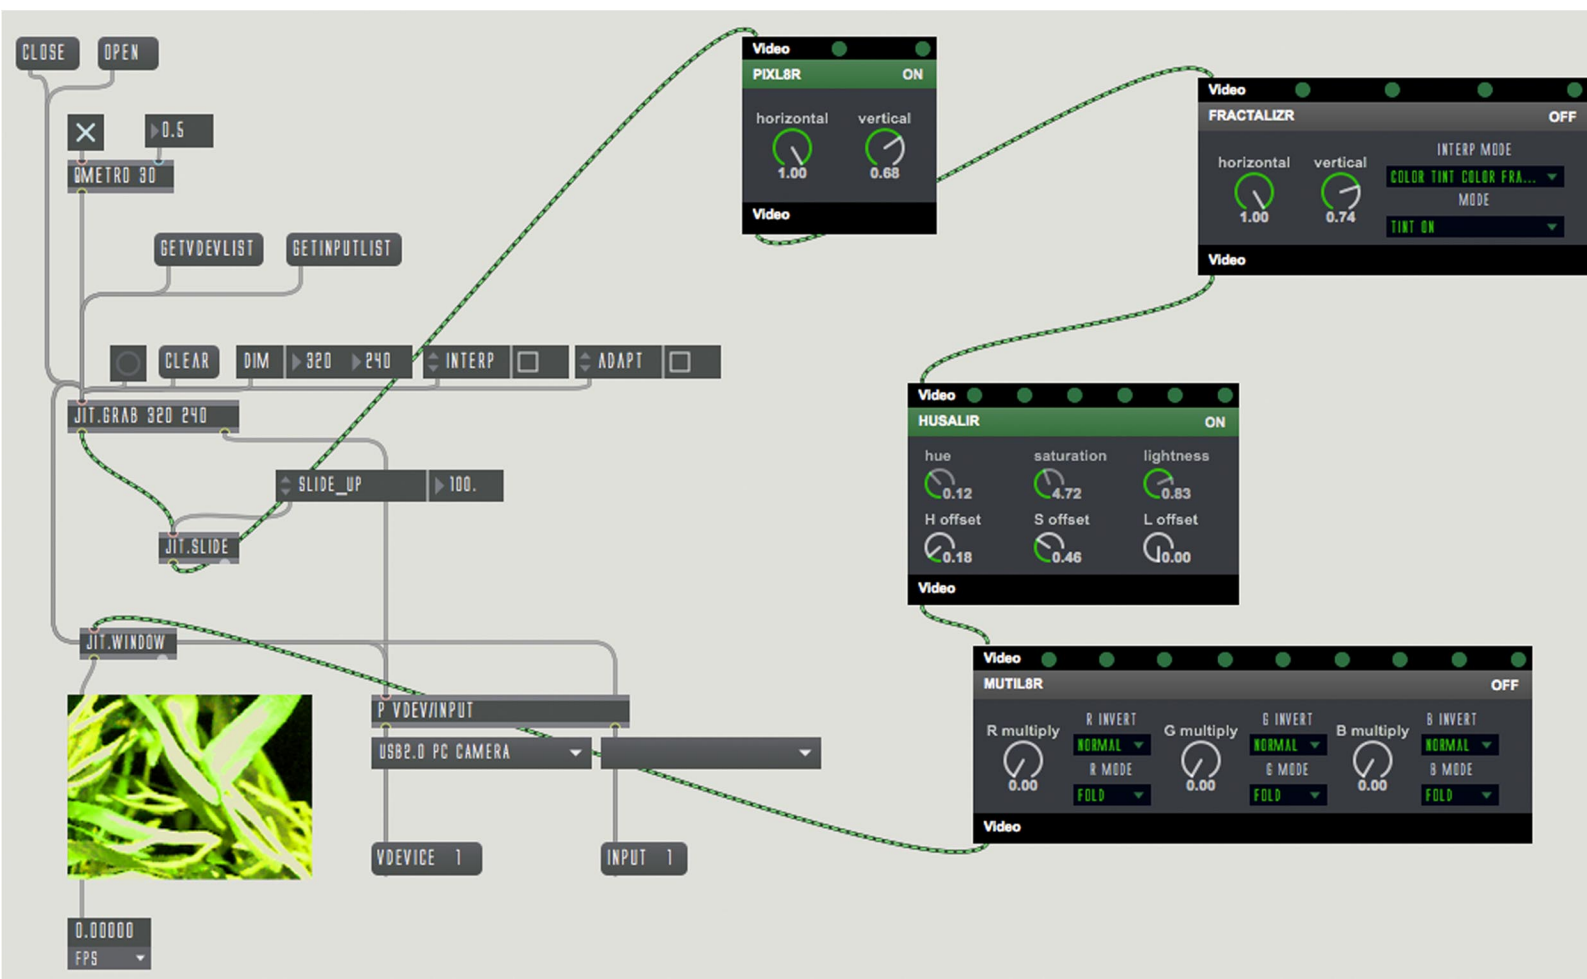 CLOSE OPEN
0.5
QMETRO 30
GETVDEVLIST GETINPUTLIST
CLEAR DIM 320 240 INTERP ADAPT
JIT.GRAB 320 240
SLIDE_UP 100.
JIT.SLIDE
JIT.WINDOW
P VDEV/INPUT
USB2.0 PC CAMERA
VDEVICE 1 INPUT 1
0.00000
FPS
Video
PIXL8R ON
horizontal vertical
1.00 0.68
Video
Video
FRACTALIZR OFF
INTERP MODE
horizontal vertical
COLOR TINT COLOR FRA...
MODE
1.00 0.74
TINT ON
Video
Video
HUSALIR ON
hue saturation lightness
0.12 4.72 0.83
H offset S offset L offset
0.18 0.46 0.00
Video
Video
MUTIL8R OFF
R multiply R INVERT G multiply G INVERT B multiply B INVERT
NORMAL NORMAL NORMAL
R MODE G MODE B MODE
0.00 0.00 0.00
FOLD FOLD FOLD
Video